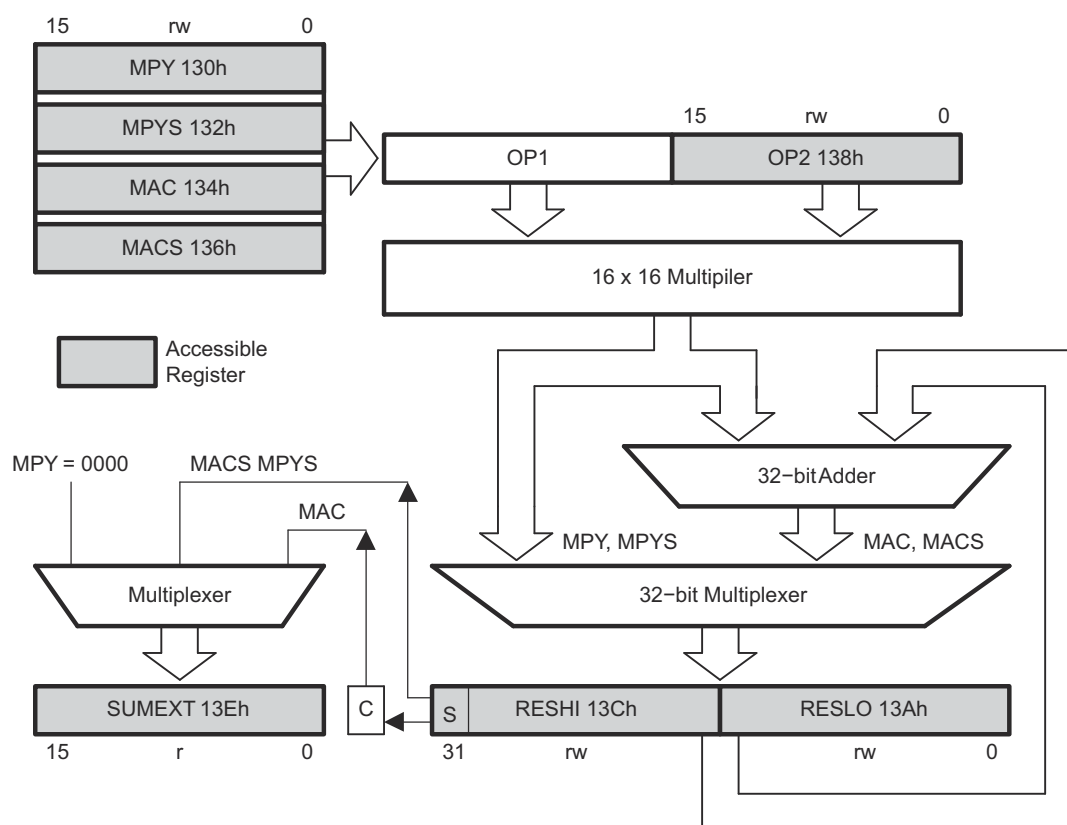 15 rw 0
MPY 130h
MPYS 132h
MAC 134h
MACS 136h
15 rw 0
OP1 OP2 138h
16 x 16 Multipiler
Accessible
Register
MPY = 0000
MACS MPYS
MAC
32−bit Adder
MPY, MPYS
MAC, MACS
Multiplexer
32−bit Multiplexer
SUMEXT 13Eh
C
S
RESHI 13Ch
RESLO 13Ah
15 r 0
31 rw
rw 0